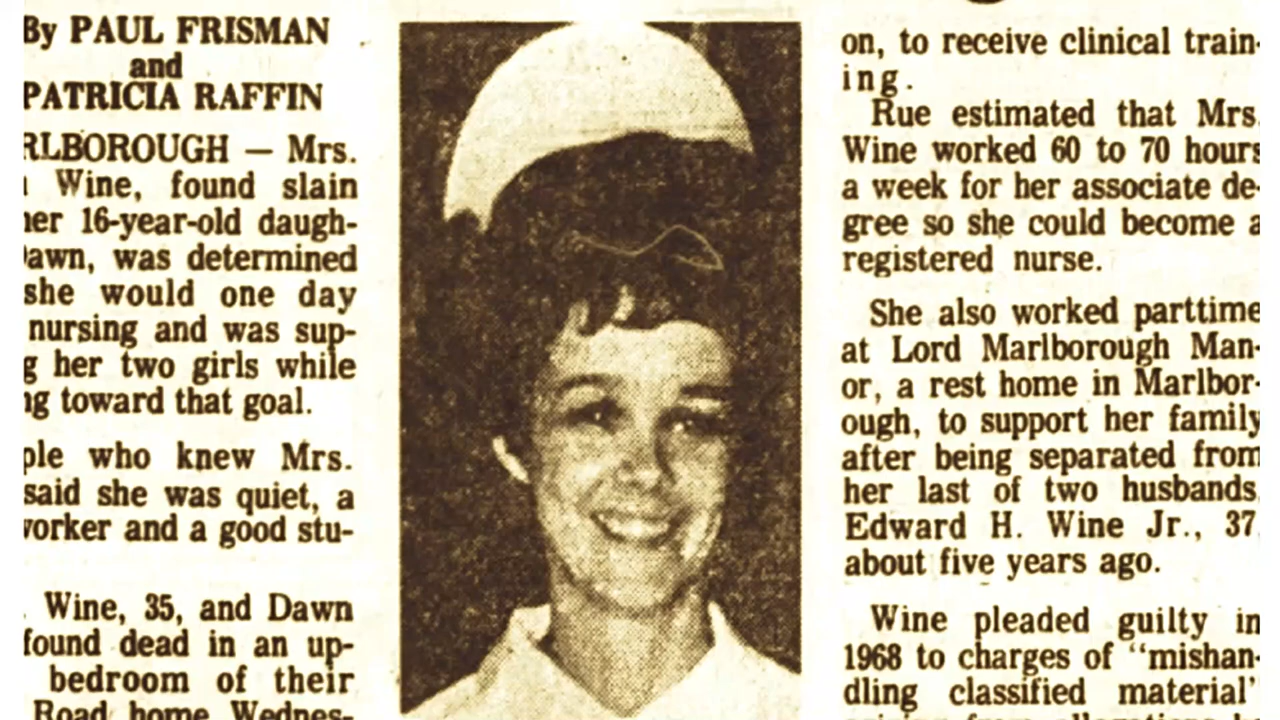 By PAUL FRISMAN
and
PATRICIA RAFFIN
RLBOROUGH — Mrs.
Wine, found slain
her 16-year-old daugh-
Dawn, was determined
she would one day
nursing and was sup-
g her two girls while
ng toward that goal.
ple who knew Mrs.
said she was quiet, a
worker and a good stu-
Wine, 35, and Dawn
found dead in an up-
bedroom of their
Road home Wednes-
on, to receive clinical train-
ing.
Rue estimated that Mrs.
Wine worked 60 to 70 hours
a week for her associate de-
gree so she could become a
registered nurse.
She also worked parttime
at Lord Marlborough Man-
or, a rest home in Marlbor-
ough, to support her family
after being separated from
her last of two husbands,
Edward H. Wine Jr., 37
about five years ago.
Wine pleaded guilty in
1968 to charges of “mishan-
dling classified material’
from allegations